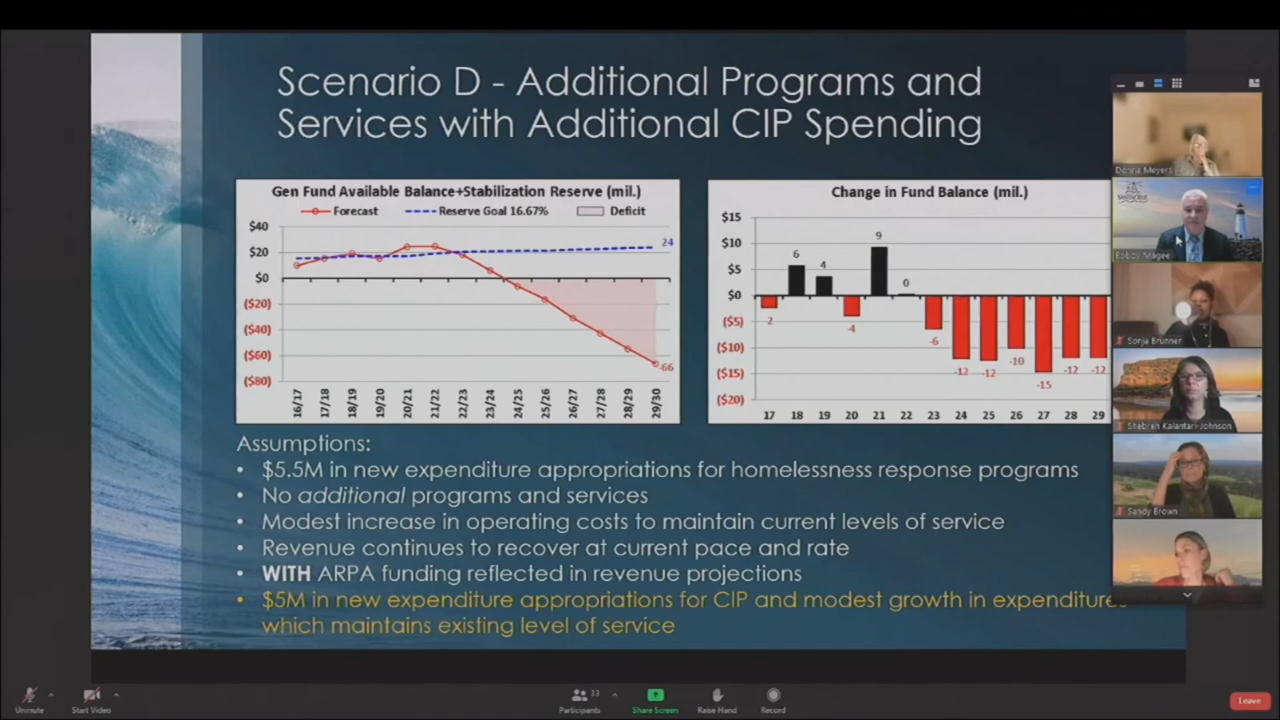 Scenario D - Additional Programs and
Services with Additional CIP Spending
Gen Fund Available Balance+Stabilization Reserve (mil.)
Forecast Reserve Goal 16.67% Deficit
$40
$20
$0
($20)
($40)
($60)
($80)
24
-66
16/17 17/18 18/19 19/20 20/21 21/22 22/23 23/24 24/25 25/26 26/27 27/28 28/29 29/30
Change in Fund Balance (mil.)
$15
$10
$5
$0
($5)
($10)
($15)
($20)
-2 6 4 -4 9 0 -6 -12 -12 -10 -15 -12 -12
17 18 19 20 21 22 23 24 25 26 27 28 29
Assumptions:
• $5.5M in new expenditure appropriations for homelessness response programs
• No additional programs and services
• Modest increase in operating costs to maintain current levels of service
• Revenue continues to recover at current pace and rate
• WITH ARPA funding reflected in revenue projections
• $5M in new expenditure appropriations for CIP and modest growth in expenditures
which maintains existing level of service
Donna Meyers
Bobby Magee
Sonja Brunner
Shebreh Kalantari-Johnson
Sandy Brown
Unmute
Start Video
33
Participants
Share Screen
Raise Hand
Record
Leave